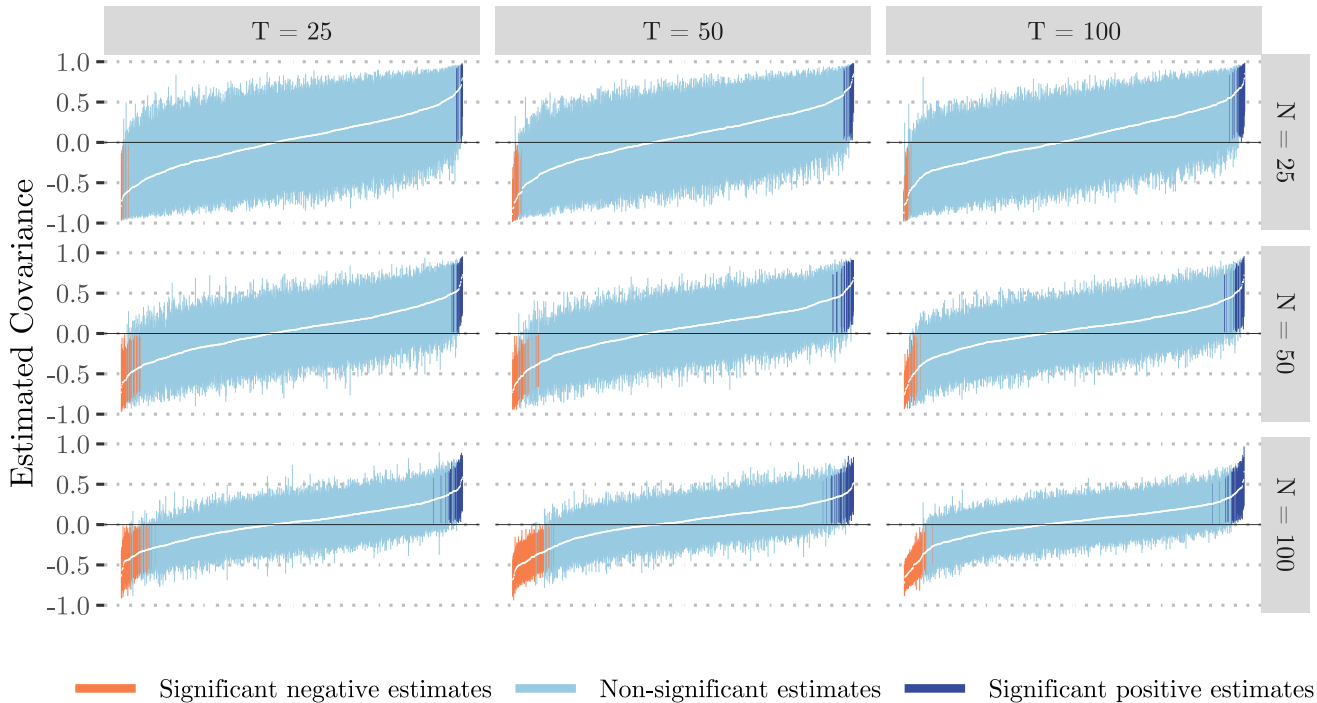 T = 25
T = 50
T = 100
Estimated Covariance
1.0
0.5
0.0
-0.5
-1.0
N = 25
1.0
0.5
0.0
-0.5
-1.0
N = 50
1.0
0.5
0.0
-0.5
-1.0
N = 100
Significant negative estimates
Non-significant estimates
Significant positive estimates